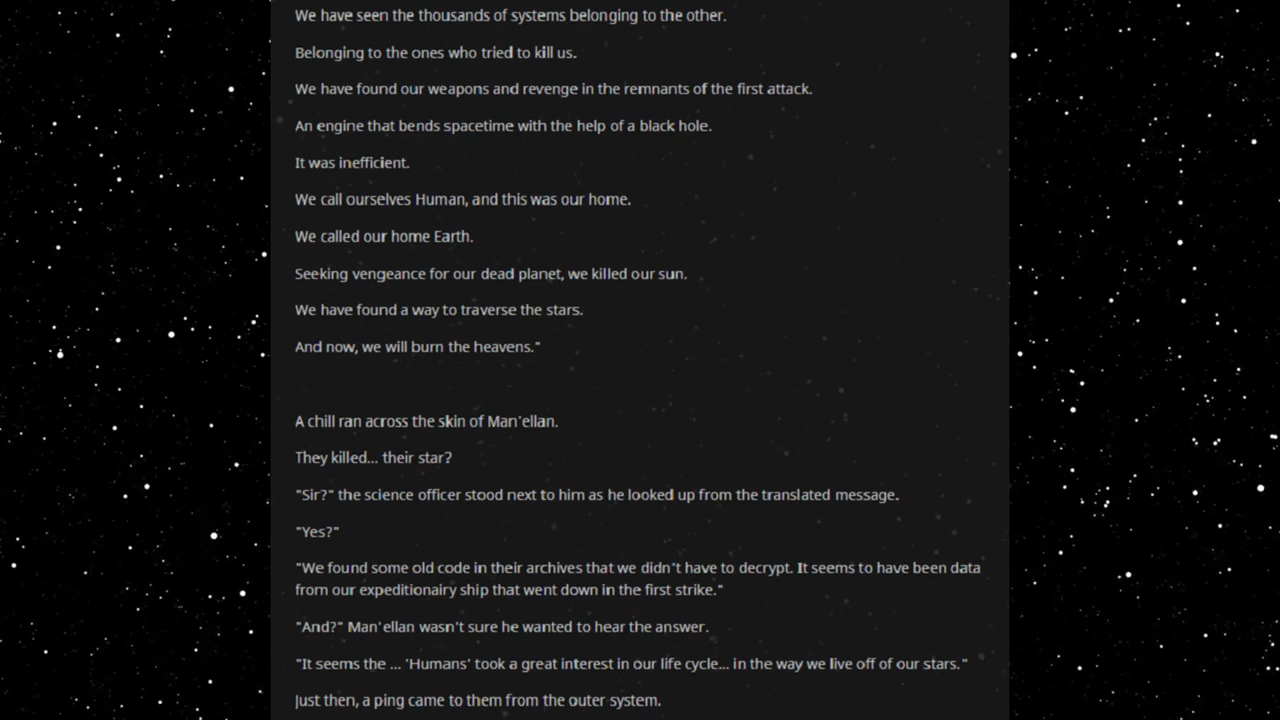 We have seen the thousands of systems belonging to the other.
Belonging to the ones who tried to kill us.
We have found our weapons and revenge in the remnants of the first attack.
An engine that bends spacetime with the help of a black hole.
It was inefficient.
We call ourselves Human, and this was our home.
We called our home Earth.
Seeking vengeance for our dead planet, we killed our sun.
We have found a way to traverse the stars.
And now, we will burn the heavens."
A chill ran across the skin of Man'ellan.
They killed... their star?
"Sir?" the science officer stood next to him as he looked up from the translated message.
"Yes?"
"We found some old code in their archives that we didn't have to decrypt. It seems to have been data
from our expeditionairy ship that went down in the first strike."
"And?" Man'ellan wasn't sure he wanted to hear the answer.
"It seems the ... 'Humans' took a great interest in our life cycle... in the way we live off of our stars."
Just then, a ping came to them from the outer system.